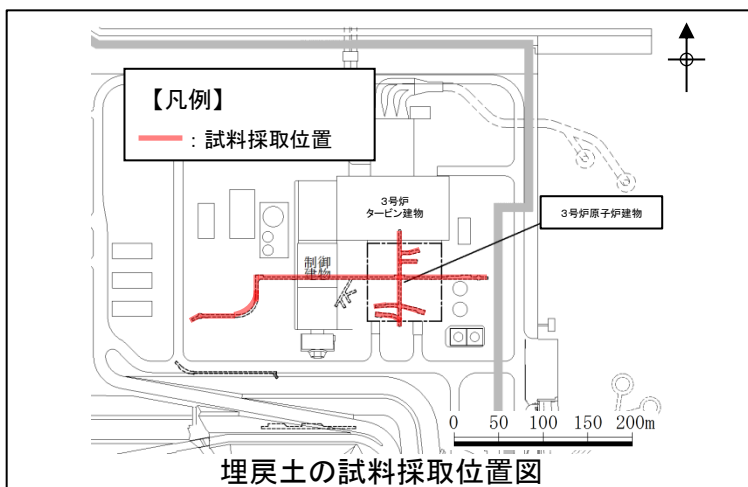 【凡例】
：試料採取位置
3号炉
タービン建物
3号炉原子炉建物
制御
建物
0 50 100 150 200m
埋戻土の試料採取位置図